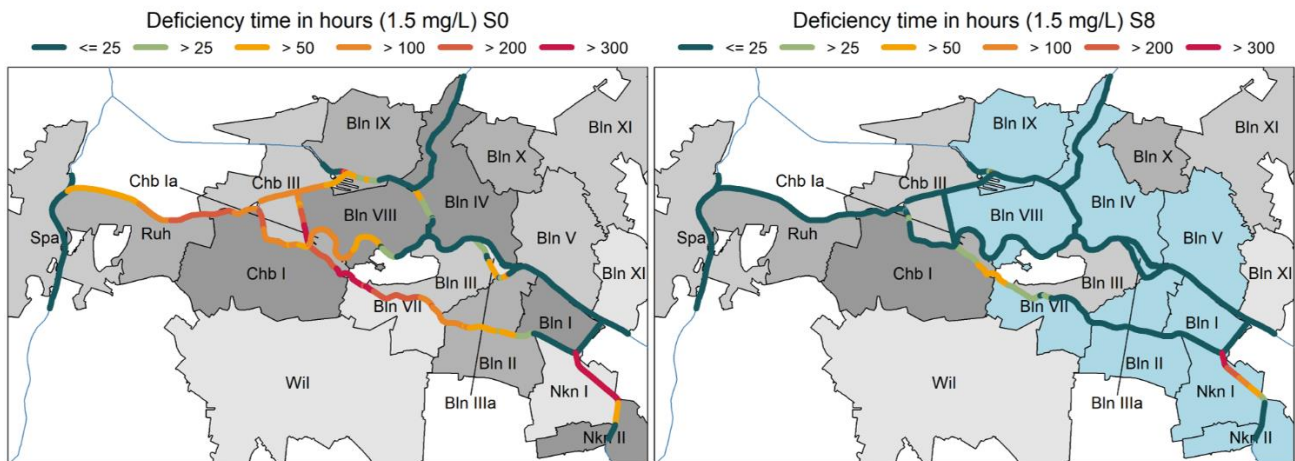 Deficiency time in hours (1.5 mg/L) S0
<= 25 > 25 > 50 > 100 > 200 > 300
Bln IX
Bln XI
Bln X
Chb Ia
Chb III
Bln IV
Bln VIII
Spa
Ruh
Bln V
Bln XI
Chb I
Bln III
Bln VII
Bln I
Bln II
Wil
Nkn I
Bln IIIa
Nkn II
Deficiency time in hours (1.5 mg/L) S8
<= 25 > 25 > 50 > 100 > 200 > 300
Bln IX
Bln XI
Bln X
Chb Ia
Chb III
Bln IV
Bln VIII
Spa
Ruh
Bln V
Bln XI
Chb I
Bln III
Bln VII
Bln I
Bln II
Wil
Nkn I
Bln IIIa
Nkn II